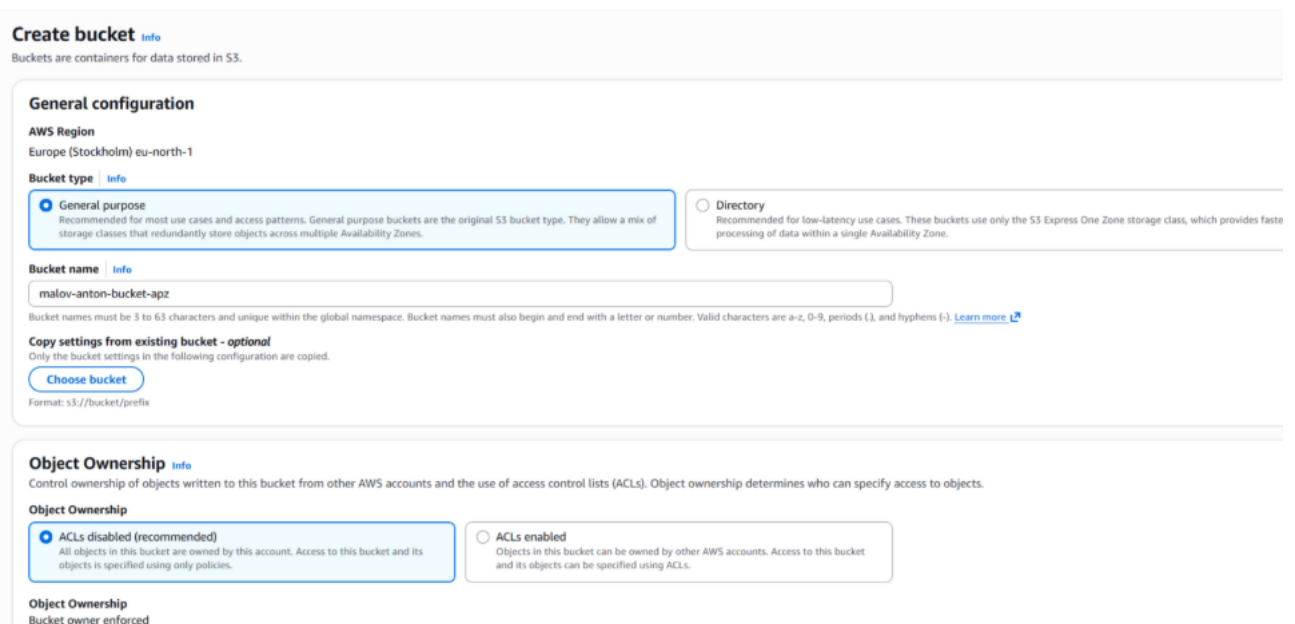 Create bucket Info
Buckets are containers for data stored in S3.
General configuration
AWS Region
Europe (Stockholm) eu-north-1
Bucket type Info
General purpose
Recommended for most use cases and access patterns. General purpose buckets are the original S3 bucket type. They allow a mix of
storage classes that redundantly store objects across multiple Availability Zones.
Directory
Recommended for low-latency use cases. These buckets use only the S3 Express One Zone storage class, which provides faste
processing of data within a single Availability Zone.
Bucket name Info
malov-anton-bucket-apz
Bucket names must be 3 to 63 characters and unique within the global namespace. Bucket names must also begin and end with a letter or number. Valid characters are a-z, 0-9, periods (.), and hyphens (-). Learn more
Copy settings from existing bucket - optional
Only the bucket settings in the following configuration are copied.
Choose bucket
Format: s3://bucket/prefix
Object Ownership Info
Control ownership of objects written to this bucket from other AWS accounts and the use of access control lists (ACLs). Object ownership determines who can specify access to objects.
Object Ownership
ACLs disabled (recommended)
All objects in this bucket are owned by this account. Access to this bucket and its
objects is specified using only policies.
ACLs enabled
Objects in this bucket can be owned by other AWS accounts. Access to this bucket
and its objects can be specified using ACLs.
Object Ownership
Bucket owner enforced